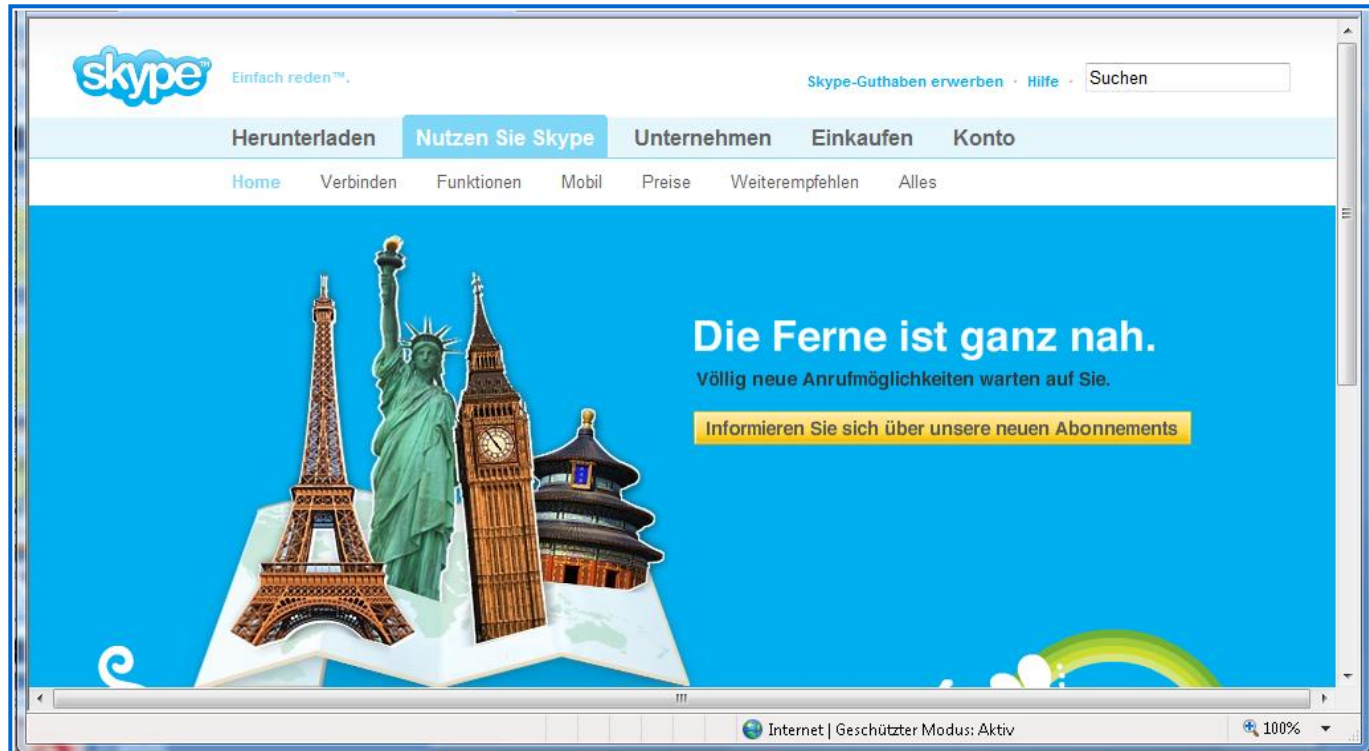 skype™
Einfach reden™.
Skype-Guthaben erwerben · Hilfe · Suchen
Herunterladen Nutzen Sie Skype Unternehmen Einkaufen Konto
Home Verbinden Funktionen Mobil Preise Weiterempfehlen Alles
Die Ferne ist ganz nah.
Völlig neue Anrufmöglichkeiten warten auf Sie.
Informieren Sie sich über unsere neuen Abonnements
Internet | Geschützter Modus: Aktiv 100%